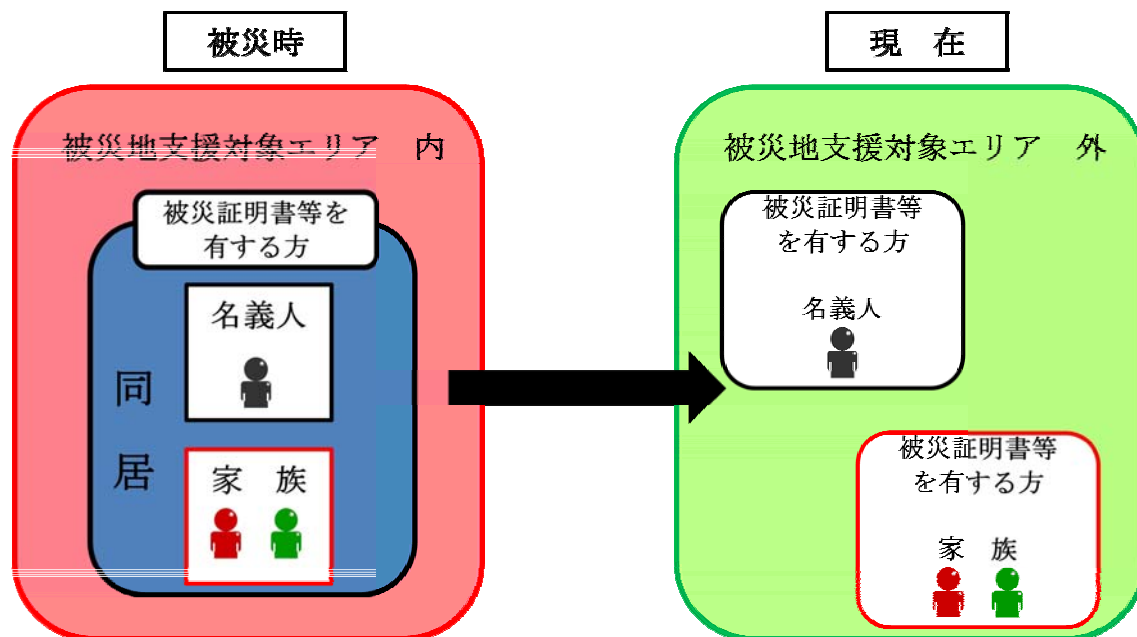 被災時
被災地支援対象エリア　内
被災証明書等を
有する方
名義人
同
居
家　族
現　在
被災地支援対象エリア　外
被災証明書等
を有する方
名義人
被災証明書等
を有する方
家　族